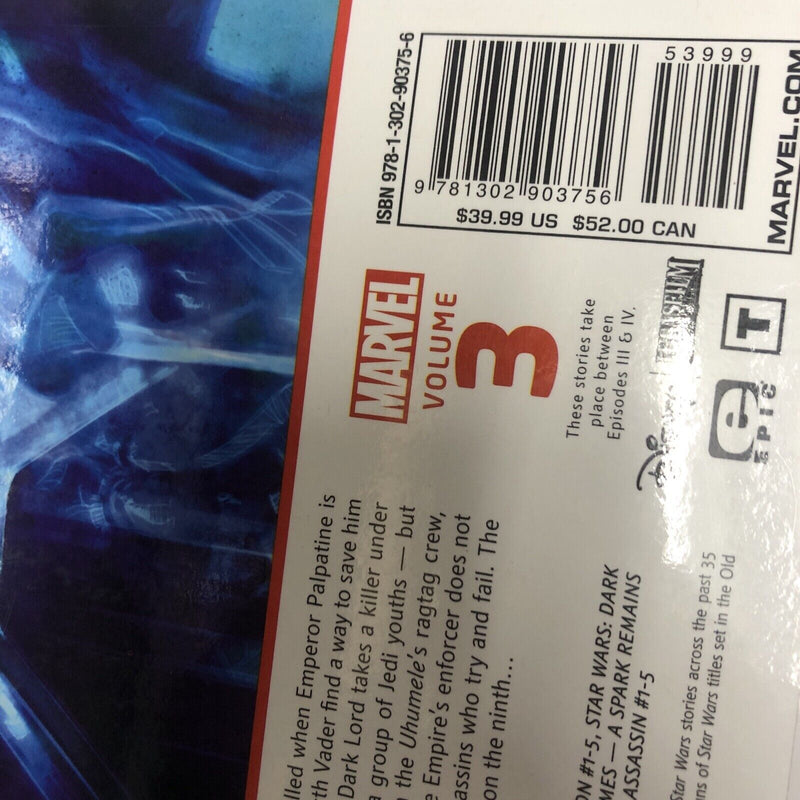 ISBN 978-1-302-90375-6
53999
9 781302 903756
$39.99 US $52.00 CAN
MARVEL.COM
MARVEL
VOLUME
3
These stories take
place between
Episodes III & IV.
Disney
T
e
EPIC
lled when Emperor Palpatine is
th Vader find a way to save him
Dark Lord takes a killer under
group of Jedi youths — but
the Uhumele's ragtag crew,
e Empire's enforcer does not
assins who try and fail. The
on the ninth...
ON #1-5, STAR WARS: DARK
MES — A SPARK REMAINS
ASSASSIN #1-5
Star Wars stories across the past 35
ns of Star Wars titles set in the Old